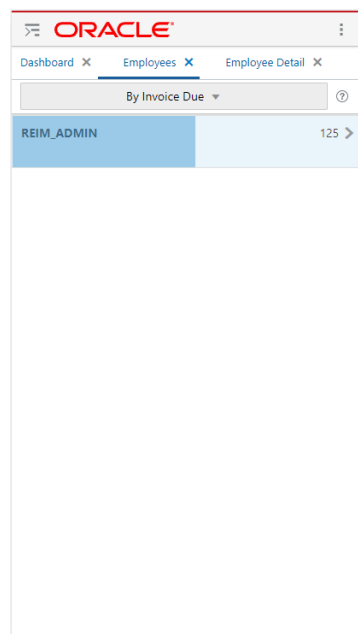 ORACLE
Dashboard Employees Employee Detail
By Invoice Due
REIM_ADMIN 125